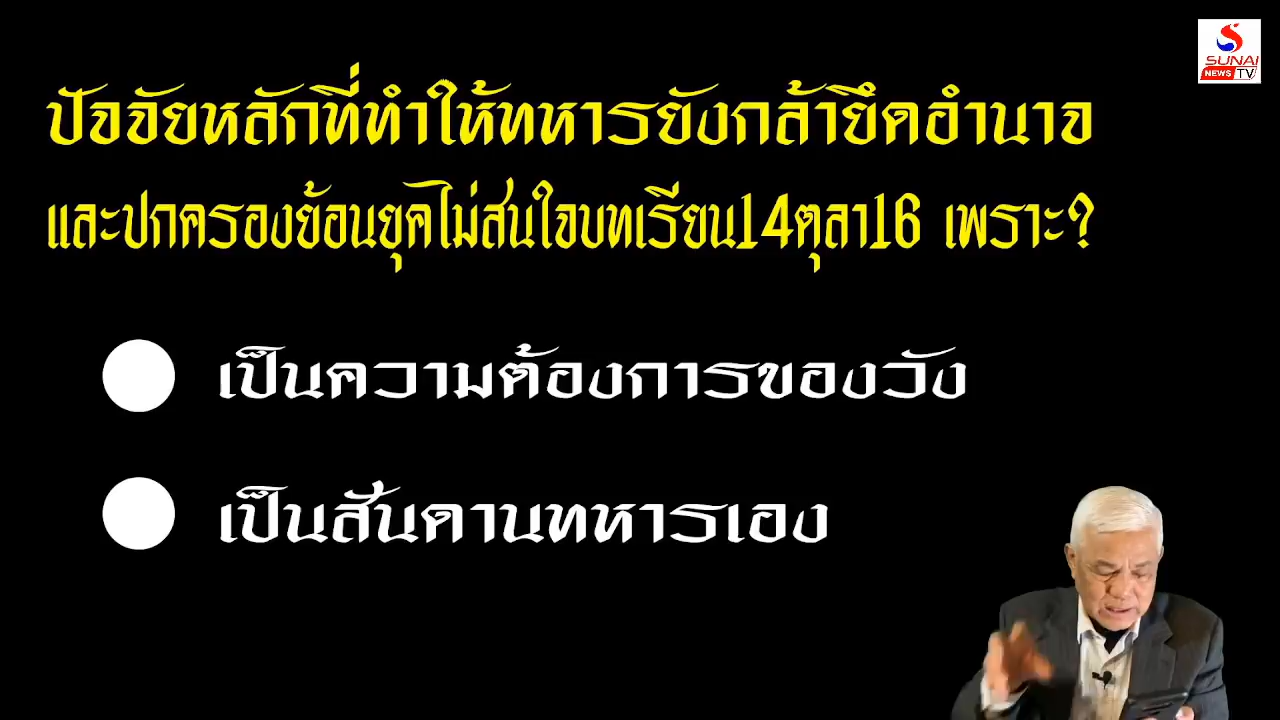 SUNAI
NEWS TV
ปัจจัยหลักที่ทำให้ทหารยังกล้ายึดอำนาจ
และปกครองย้อนยุคไม่สนใจบทเรียน14ตุลา16 เพราะ?
เป็นความต้องการของวัง
เป็นสันดานทหารเอง